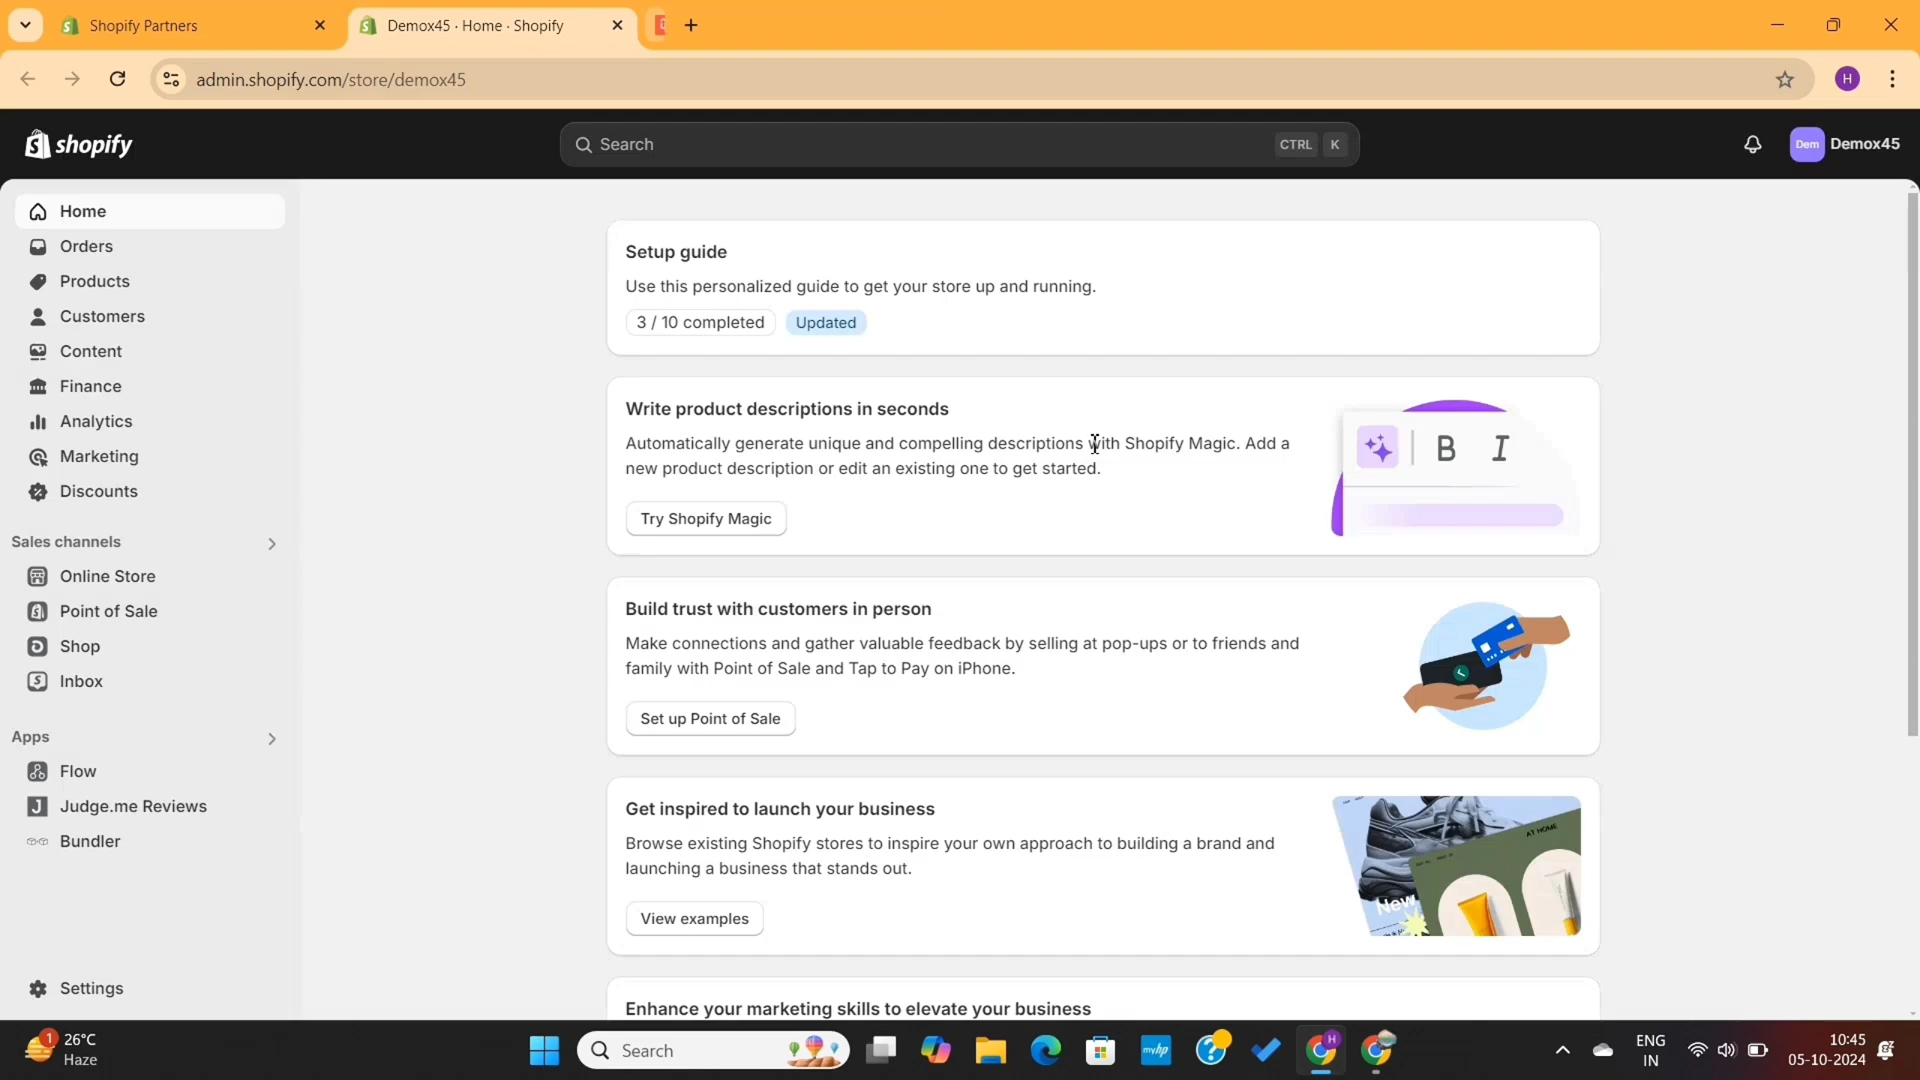 Shopify Partners
Demox45 · Home · Shopify
admin.shopify.com/store/demox45
H
shopify
Search
CTRL K
Dem
Demox45
Home
Orders
Products
Customers
Content
Finance
Analytics
Marketing
Discounts
Sales channels
Online Store
Point of Sale
Shop
Inbox
Apps
Flow
Judge.me Reviews
Bundler
Settings
Setup guide
Use this personalized guide to get your store up and running.
3 / 10 completed
Updated
Write product descriptions in seconds
Automatically generate unique and compelling descriptions with Shopify Magic. Add a
new product description or edit an existing one to get started.
Try Shopify Magic
B I
Build trust with customers in person
Make connections and gather valuable feedback by selling at pop-ups or to friends and
family with Point of Sale and Tap to Pay on iPhone.
Set up Point of Sale
Get inspired to launch your business
Browse existing Shopify stores to inspire your own approach to building a brand and
launching a business that stands out.
View examples
AT HOME
New
Enhance your marketing skills to elevate your business
1
26°C
Haze
Search
myhp
H
ENG
IN
10:45
05-10-2024